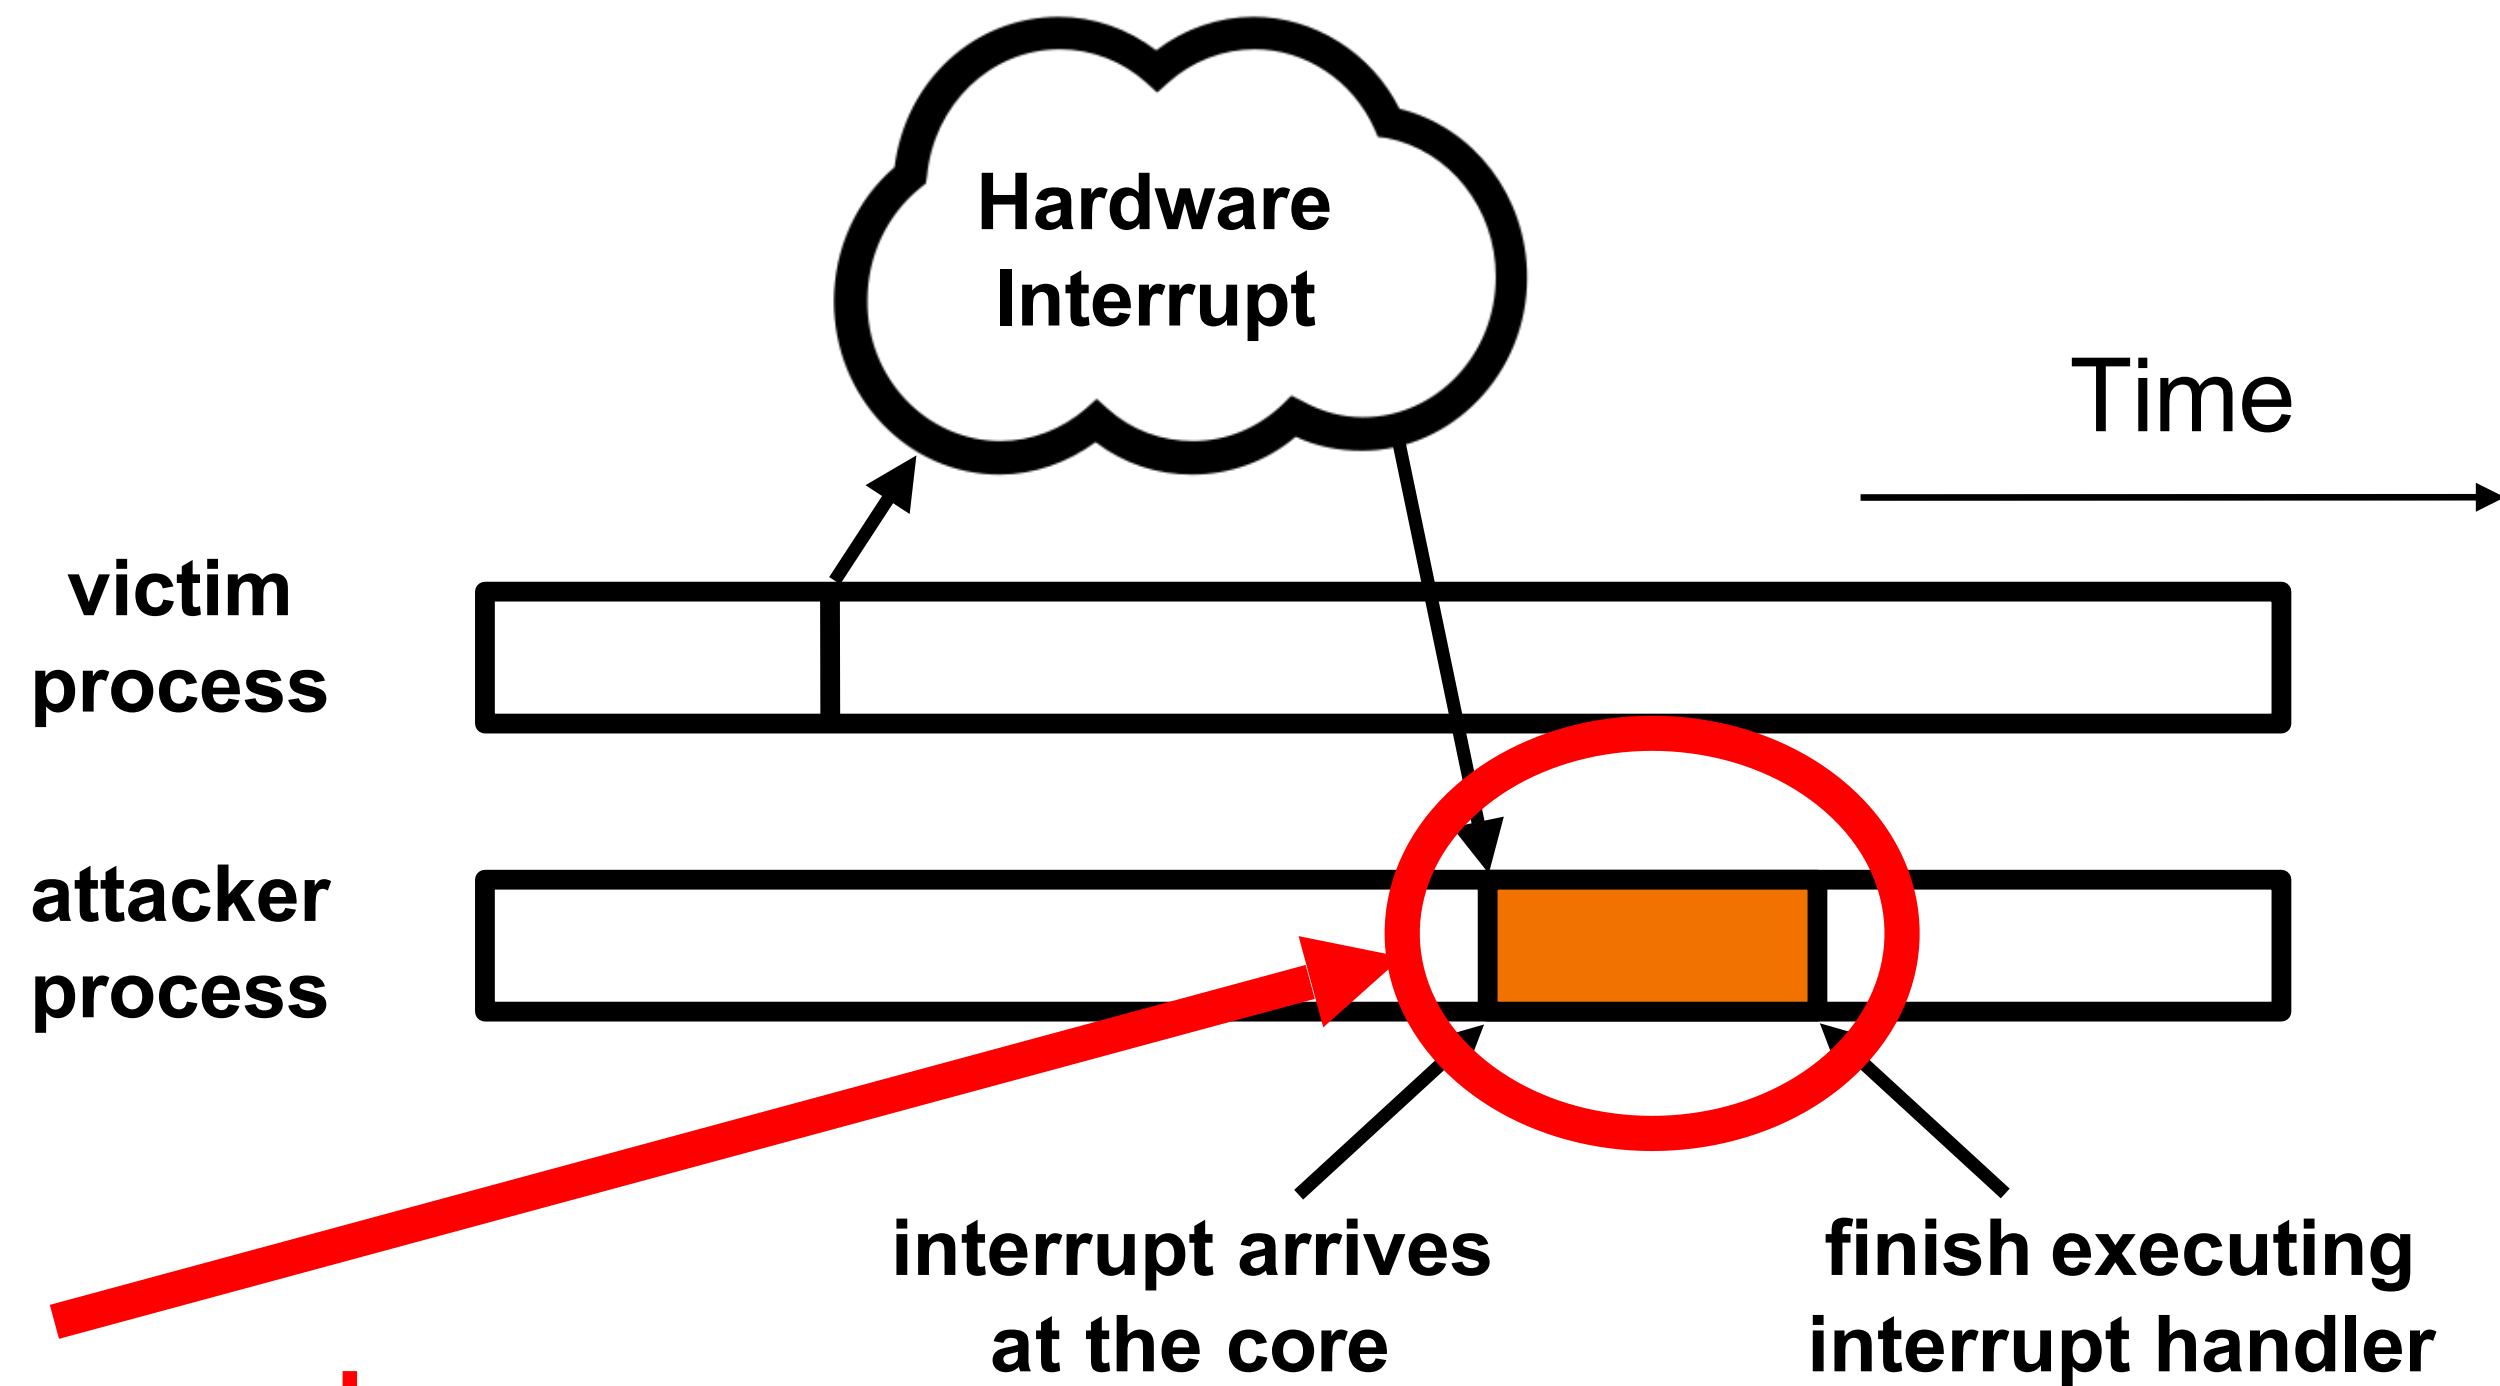 Hardware
Interrupt
Time
victim
process
attacker
process
interrupt arrives
at the core
finish executing
interrupt handler